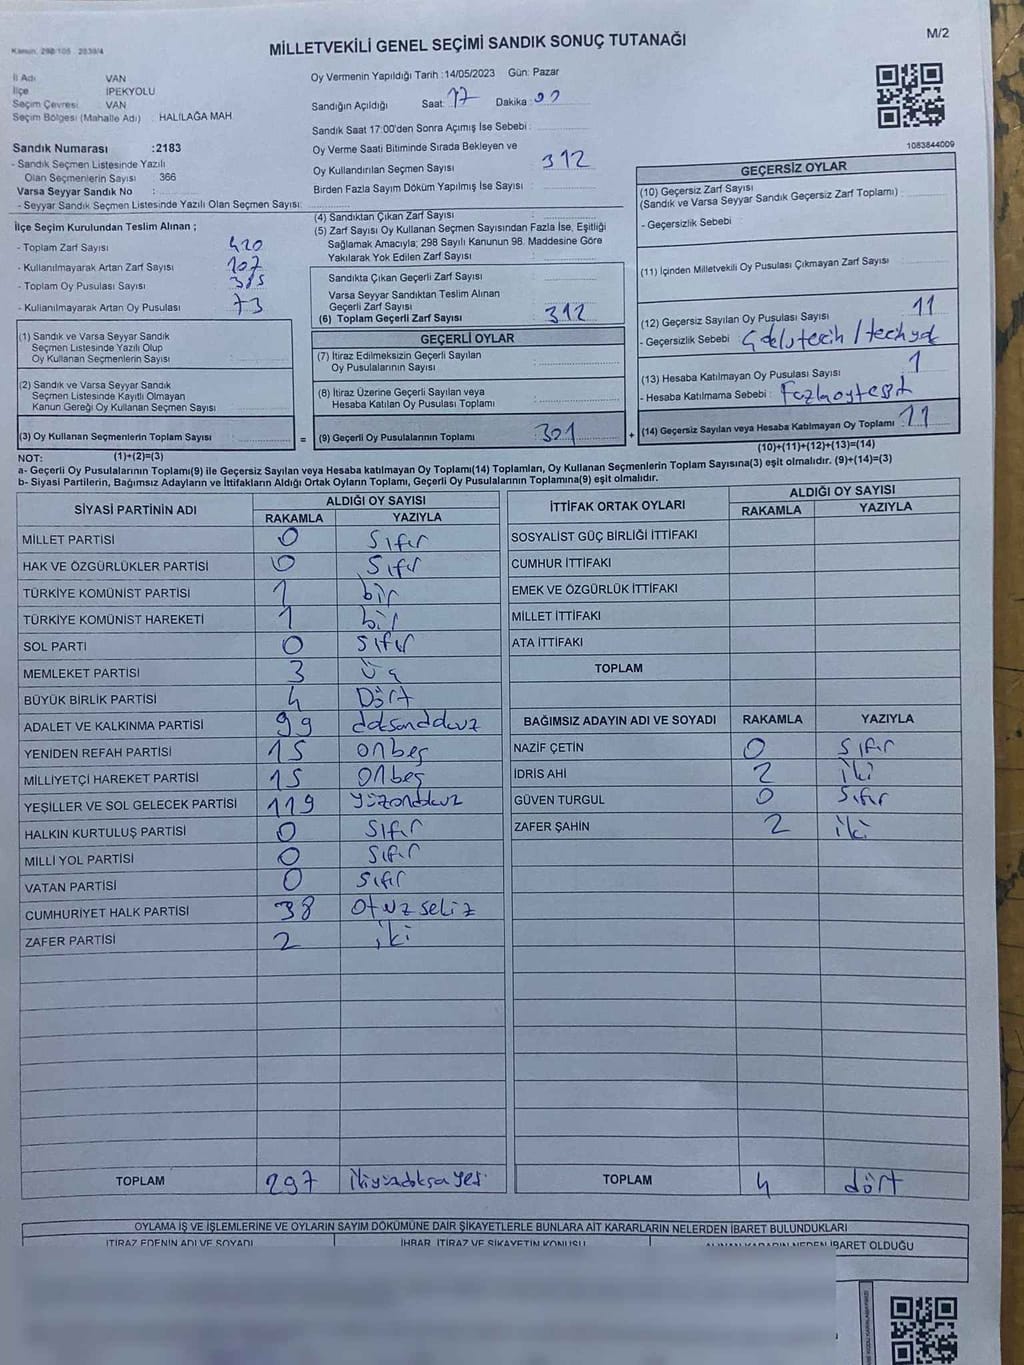 Kanun: 298/105 - 2839/4
MİLLETVEKİLİ GENEL SEÇİMİ SANDIK SONUÇ TUTANAĞI
M/2
İl Adı VAN
İlçe İPEKYOLU
Seçim Çevresi : VAN
Seçim Bölgesi (Mahalle Adı) HALİLAĞA MAH.
Sandık Numarası :2183
- Sandık Seçmen Listesinde Yazılı
Olan Seçmenlerin Sayısı 366
Varsa Seyyar Sandık No :
- Seyyar Sandık Seçmen Listesinde Yazılı Olan Seçmen Sayısı:
Oy Vermenin Yapıldığı Tarih :14/05/2023 Gün: Pazar
Sandığın Açıldığı Saat: 17 Dakika :
Sandık Saat 17:00'den Sonra Açımış İse Sebebi :
Oy Verme Saati Bitiminde Sırada Bekleyen ve
Oy Kullandırılan Seçmen Sayısı : 312
Birden Fazla Sayım Döküm Yapılmış İse Sayısı :
1083844009
İlçe Seçim Kurulundan Teslim Alınan ;
- Toplam Zarf Sayısı : 420
- Kullanılmayarak Artan Zarf Sayısı : 107
- Toplam Oy Pusulası Sayısı : 385
- Kullanılmayarak Artan Oy Pusulası : 73
(4) Sandıktan Çıkan Zarf Sayısı :
(5) Zarf Sayısı Oy Kullanan Seçmen Sayısından Fazla İse, Eşitliği
Sağlamak Amacıyla; 298 Sayılı Kanunun 98. Maddesine Göre
Yakılarak Yok Edilen Zarf Sayısı :
Sandıkta Çıkan Geçerli Zarf Sayısı :
Varsa Seyyar Sandıktan Teslim Alınan
Geçerli Zarf Sayısı :
(6) Toplam Geçerli Zarf Sayısı : 312
GEÇERSİZ OYLAR
(10) Geçersiz Zarf Sayısı
(Sandık ve Varsa Seyyar Sandık Geçersiz Zarf Toplamı) :
- Geçersizlik Sebebi :
(11) İçinden Milletvekili Oy Pusulası Çıkmayan Zarf Sayısı :
(12) Geçersiz Sayılan Oy Pusulası Sayısı : 11
- Geçersizlik Sebebi :
(13) Hesaba Katılmayan Oy Pusulası Sayısı : 1
- Hesaba Katılmama Sebebi :
(14) Geçersiz Sayılan veya Hesaba Katılmayan Oy Toplamı : 11
(10)+(11)+(12)+(13)=(14)
(1) Sandık ve Varsa Seyyar Sandık
Seçmen Listesinde Yazılı Olup
Oy Kullanan Seçmenlerin Sayısı :
(2) Sandık ve Varsa Seyyar Sandık
Seçmen Listesinde Kayıtlı Olmayan
Kanun Gereği Oy Kullanan Seçmen Sayısı :
(3) Oy Kullanan Seçmenlerin Toplam Sayısı : =
GEÇERLİ OYLAR
(7) İtiraz Edilmeksizin Geçerli Sayılan
Oy Pusulalarının Sayısı :
(8) İtiraz Üzerine Geçerli Sayılan veya
Hesaba Katılan Oy Pusulası Toplamı :
(9) Geçerli Oy Pusulalarının Toplamı : 301 +
NOT: (1)+(2)=(3)
a- Geçerli Oy Pusulalarının Toplamı(9) ile Geçersiz Sayılan veya Hesaba katılmayan Oy Toplamı(14) Toplamları, Oy Kullanan Seçmenlerin Toplam Sayısına(3) eşit olmalıdır. (9)+(14)=(3)
b- Siyasi Partilerin, Bağımsız Adayların ve İttifakların Aldığı Ortak Oyların Toplamı, Geçerli Oy Pusulalarının Toplamına(9) eşit olmalıdır.
SİYASİ PARTİNİN ADI ALDIĞI OY SAYISI
RAKAMLA YAZIYLA
MİLLET PARTİSİ 0 Sıfır
HAK VE ÖZGÜRLÜKLER PARTİSİ 0 Sıfır
TÜRKİYE KOMÜNİST PARTİSİ 1 bir
TÜRKİYE KOMÜNİST HAREKETİ 1 bir
SOL PARTİ 0 Sıfır
MEMLEKET PARTİSİ 3 üç
BÜYÜK BİRLİK PARTİSİ 4 Dört
ADALET VE KALKINMA PARTİSİ 99 doksandokuz
YENİDEN REFAH PARTİSİ 15 onbeş
MİLLİYETÇİ HAREKET PARTİSİ 15 onbeş
YEŞİLLER VE SOL GELECEK PARTİSİ 119 yüzondokuz
HALKIN KURTULUŞ PARTİSİ 0 Sıfır
MİLLİ YOL PARTİSİ 0 Sıfır
VATAN PARTİSİ 0 Sıfır
CUMHURİYET HALK PARTİSİ 38 Otuz sekiz
ZAFER PARTİSİ 2 iki
TOPLAM 297
İTTİFAK ORTAK OYLARI ALDIĞI OY SAYISI
RAKAMLA YAZIYLA
SOSYALİST GÜÇ BİRLİĞİ İTTİFAKI
CUMHUR İTTİFAKI
EMEK VE ÖZGÜRLÜK İTTİFAKI
MİLLET İTTİFAKI
ATA İTTİFAKI
TOPLAM
BAĞIMSIZ ADAYIN ADI VE SOYADI RAKAMLA YAZIYLA
NAZİF ÇETİN 0 Sıfır
İDRİS AHİ 2 iki
GÜVEN TURGUL 0 Sıfır
ZAFER ŞAHİN 2 iki
TOPLAM 4 dört
OYLAMA İŞ VE İŞLEMLERİNE VE OYLARIN SAYIM DÖKÜMÜNE DAİR ŞİKAYETLERLE BUNLARA AİT KARARLARIN NELERDEN İBARET BULUNDUKLARI
İTİRAZ EDENİN ADI VE SOYADI İHBAR, İTİRAZ VE ŞİKAYETİN KONUSU ALINAN KARARIN NEDEN İBARET OLDUĞU